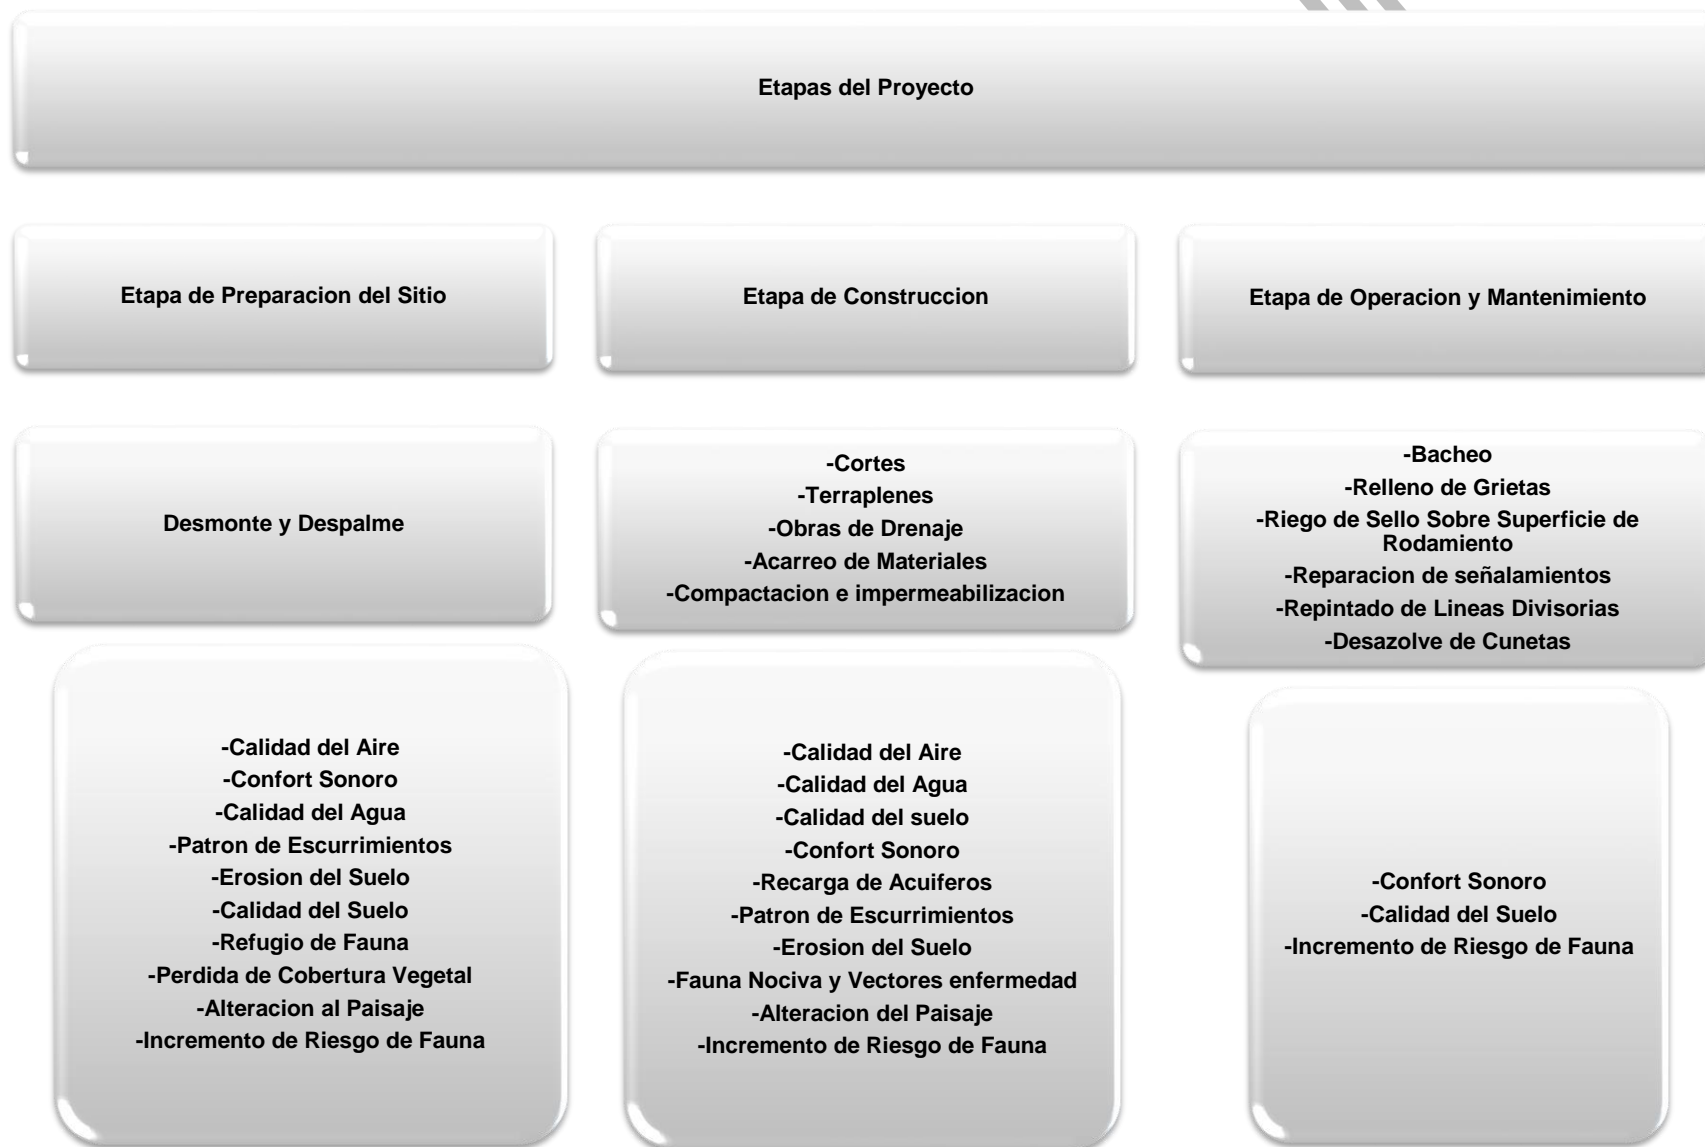 Etapas del Proyecto
Etapa de Preparacion del Sitio
Etapa de Construccion
Etapa de Operacion y Mantenimiento
Desmonte y Despalme
-Cortes
-Terraplenes
-Obras de Drenaje
-Acarreo de Materiales
-Compactacion e impermeabilizacion
-Bacheo
-Relleno de Grietas
-Riego de Sello Sobre Superficie de
Rodamiento
-Reparacion de señalamientos
-Repintado de Lineas Divisorias
-Desazolve de Cunetas
-Calidad del Aire
-Confort Sonoro
-Calidad del Agua
-Patron de Escurrimientos
-Erosion del Suelo
-Calidad del Suelo
-Refugio de Fauna
-Perdida de Cobertura Vegetal
-Alteracion al Paisaje
-Incremento de Riesgo de Fauna
-Calidad del Aire
-Calidad del Agua
-Calidad del suelo
-Confort Sonoro
-Recarga de Acuiferos
-Patron de Escurrimientos
-Erosion del Suelo
-Fauna Nociva y Vectores enfermedad
-Alteracion del Paisaje
-Incremento de Riesgo de Fauna
-Confort Sonoro
-Calidad del Suelo
-Incremento de Riesgo de Fauna